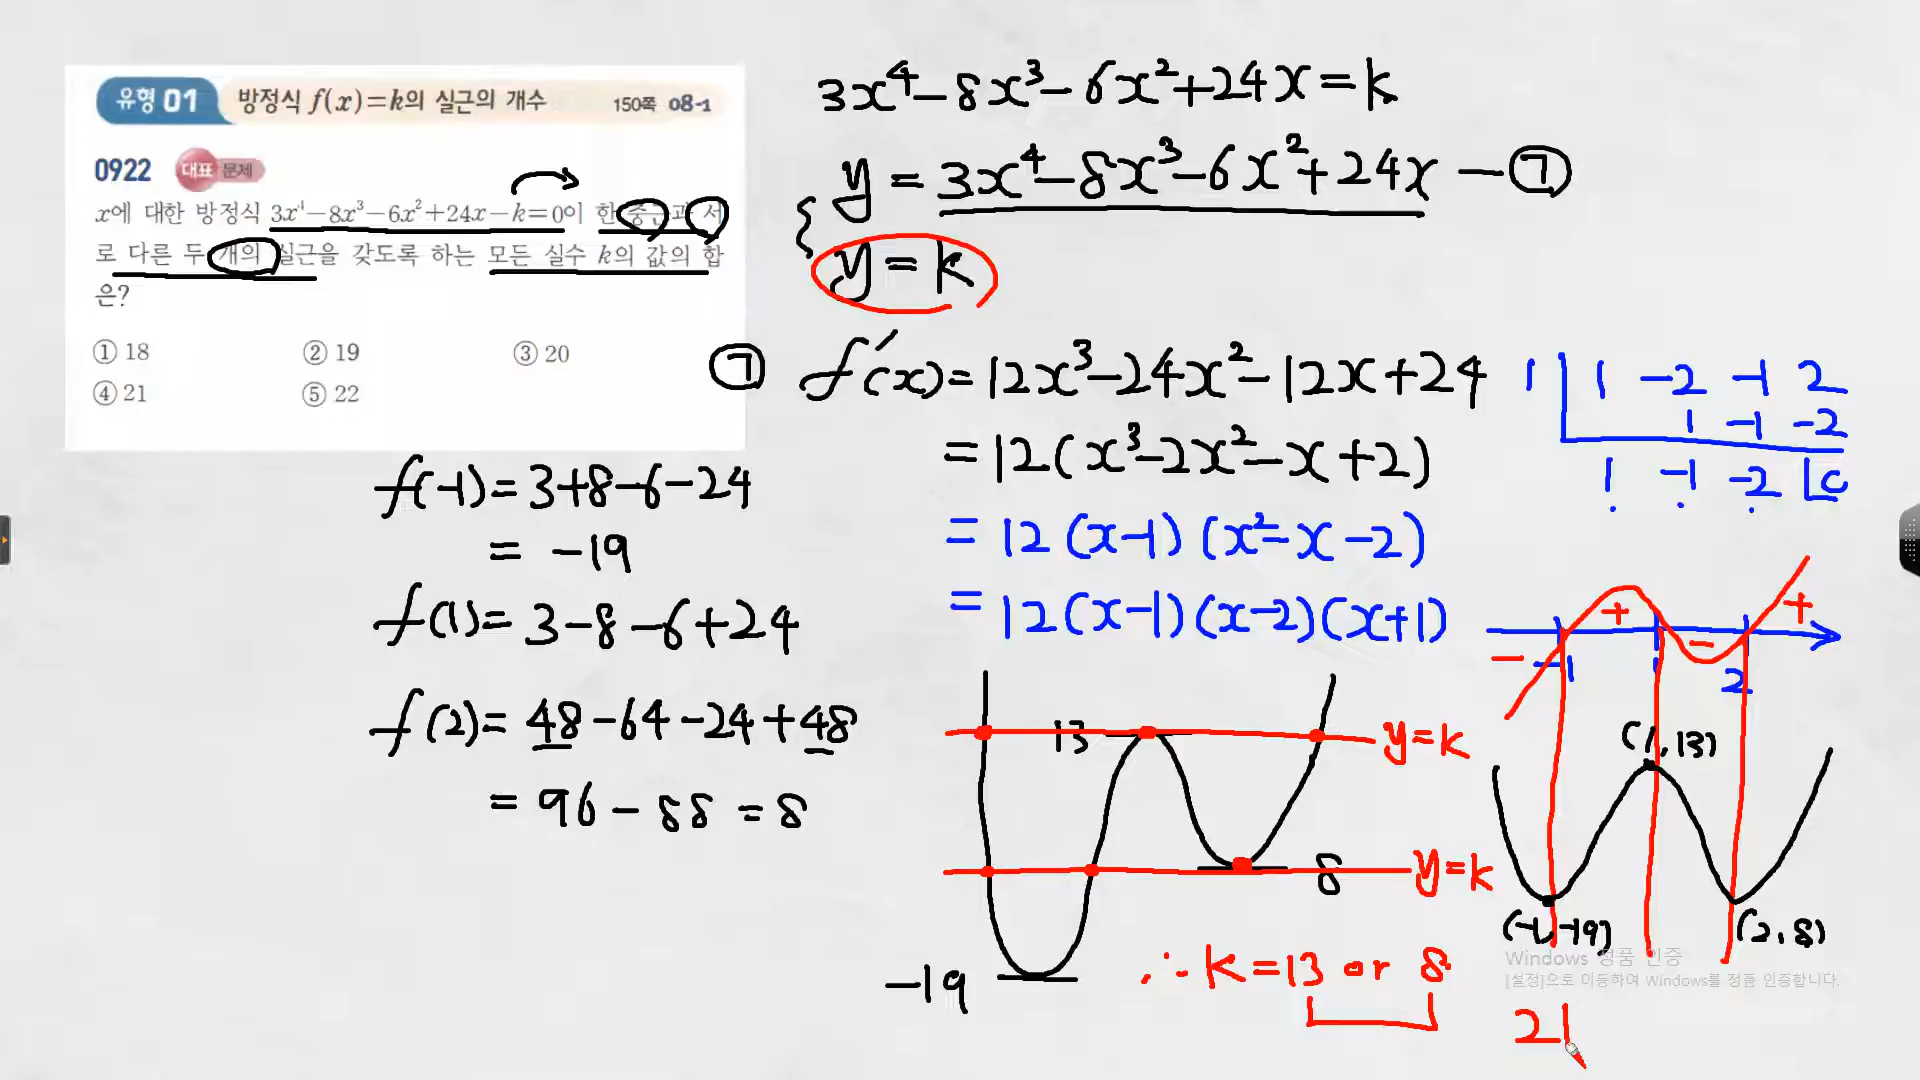 유형 01 방정식 f(x)=k의 실근의 개수 150쪽 08-1
0922 대표 문제
x에 대한 방정식 3x⁴-8x³-6x²+24x-k=0이 한 중근과 서
로 다른 두 개의 실근을 갖도록 하는 모든 실수 k의 값의 합
은?
① 18 ② 19 ③ 20
④ 21 ⑤ 22
3x⁴-8x³-6x²+24x=k
y=3x⁴-8x³-6x²+24x-㉠
y=k
㉠ f'(x)=12x³-24x²-12x+24
=12(x³-2x²-x+2)
=12(x-1)(x²-x-2)
=12(x-1)(x-2)(x+1)
1 | 1 -2 -1 2
1 -1 -2
1 -1 -2
f(-1)=3+8-6-24
=-19
f(1)=3-8-6+24
f(2)=48-64-24+48
=96-88=8
- + - +
-1 1 2
13 y=k
8 y=k
-19
(1,13)
(-1,-19) (2,8)
∴ k=13 or 8
21
Windows 정품 인증
[설정]으로 이동하여 Windows를 정품 인증합니다.